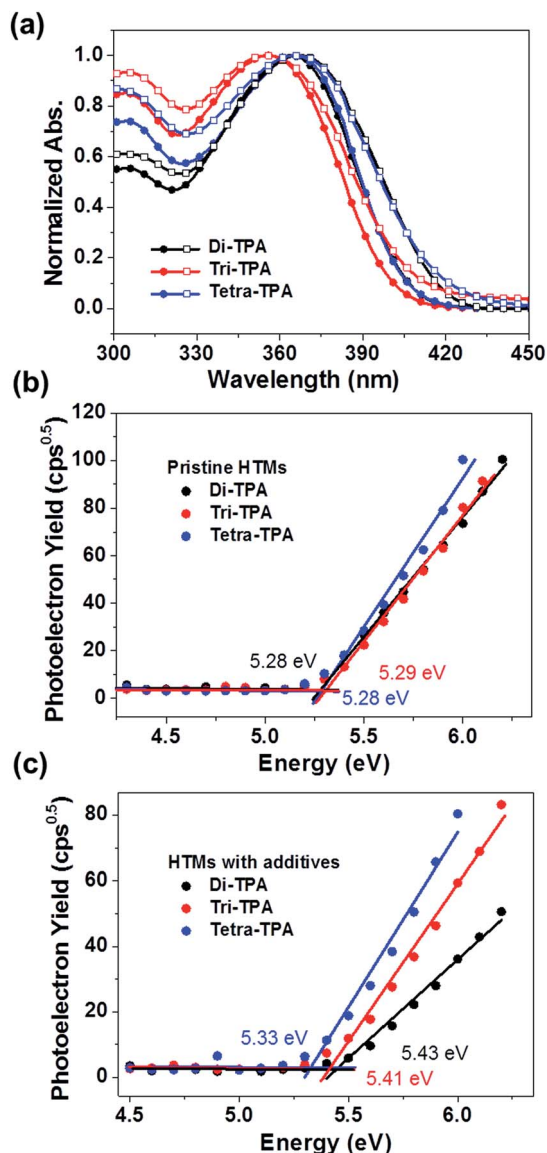 (a)
Normalized Abs.
1.0
0.8
0.6
0.4
0.2
0.0
Di-TPA
Tri-TPA
Tetra-TPA
300 330 360 390 420 450
Wavelength (nm)
(b)
Photoelectron Yield (cps0.5)
120
100
80
60
40
20
0
Pristine HTMs
Di-TPA
Tri-TPA
Tetra-TPA
5.28 eV
5.29 eV
5.28 eV
4.5 5.0 5.5 6.0
Energy (eV)
(c)
Photoelectron Yield (cps0.5)
80
60
40
20
0
HTMs with additives
Di-TPA
Tri-TPA
Tetra-TPA
5.33 eV
5.43 eV
5.41 eV
4.5 5.0 5.5 6.0
Energy (eV)